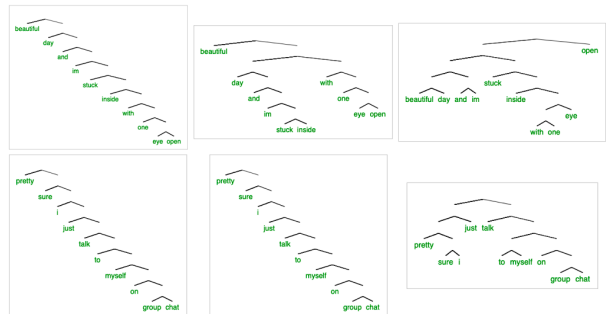 beautiful
day
and
im
stuck
inside
with
one
eye open
beautiful
day
with
and
one
im
eye open
stuck inside
open
stuck
beautiful day and im
inside
eye
with one
pretty
sure
i
just
talk
to
myself
on
group chat
pretty
sure
i
just
talk
to
myself
on
group chat
just talk
pretty
sure i
to myself on
group chat